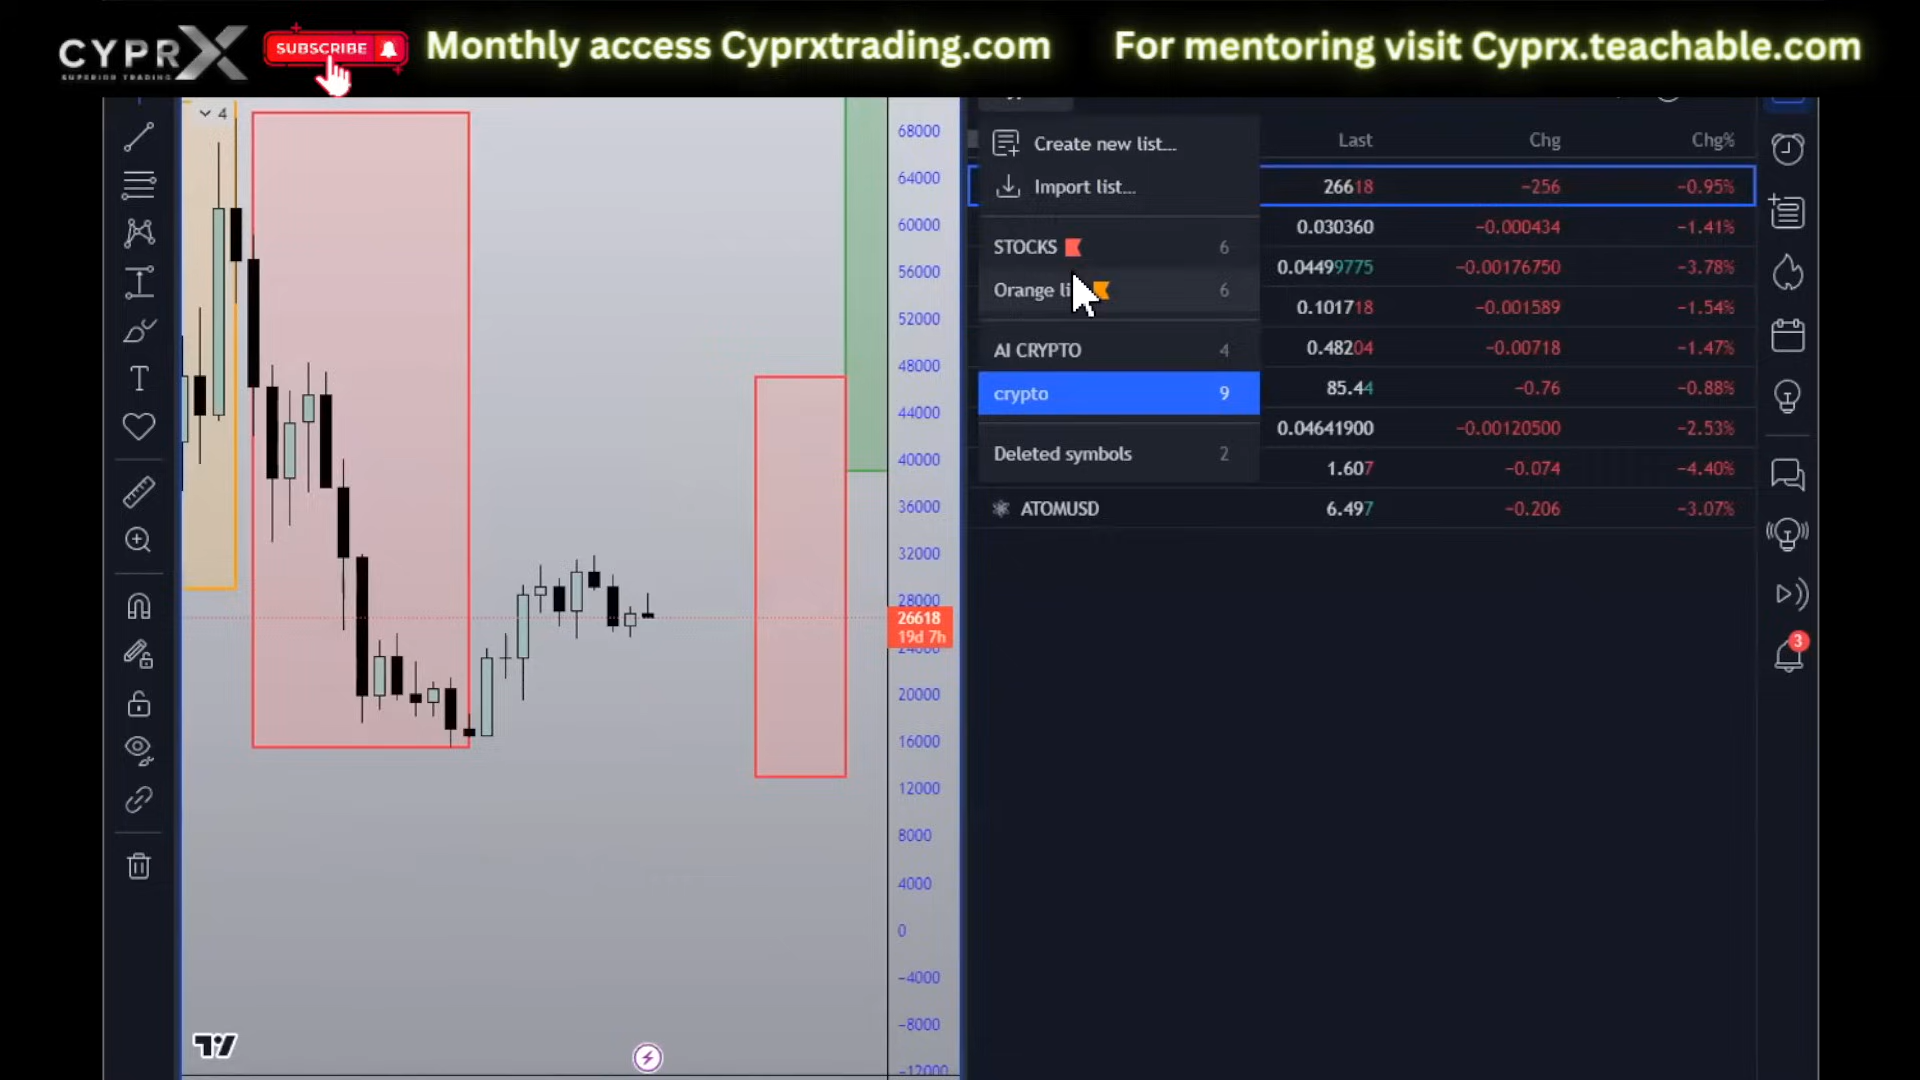 CYPRX
SUPERIOR TRADING
SUBSCRIBE
Monthly access Cyprxtrading.com
For mentoring visit Cyprx.teachable.com
4
68000
64000
60000
56000
52000
48000
44000
40000
36000
32000
28000
26618
19d 7h
24000
20000
16000
12000
8000
4000
0
−4000
−8000
−12000
Create new list...
Import list...
STOCKS 6
Orange li 6
AI CRYPTO 4
crypto 9
Deleted symbols 2
Last Chg Chg%
26618 −256 −0.95%
0.030360 −0.000434 −1.41%
0.04499775 −0.00176750 −3.78%
0.101718 −0.001589 −1.54%
0.48204 −0.00718 −1.47%
85.44 −0.76 −0.88%
0.04641900 −0.00120500 −2.53%
1.607 −0.074 −4.40%
ATOMUSD 6.497 −0.206 −3.07%
3